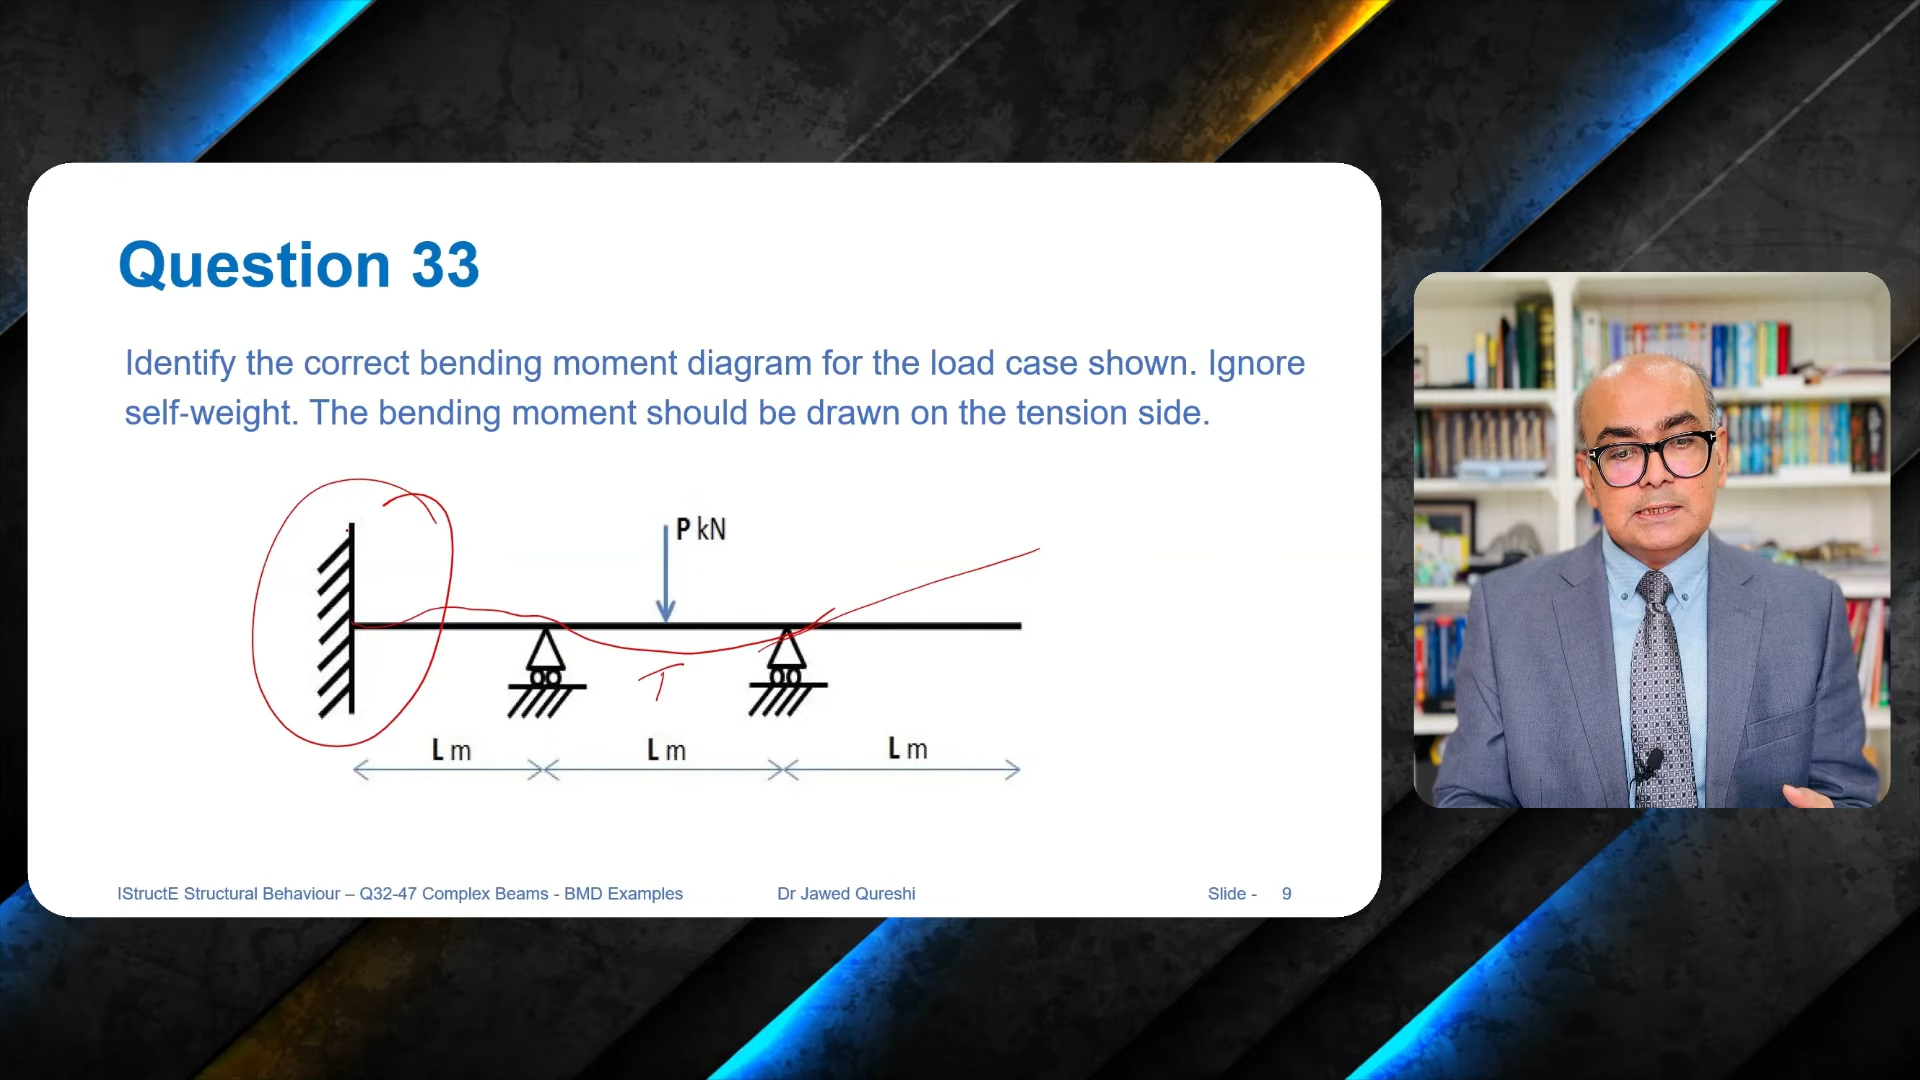 Question 33
Identify the correct bending moment diagram for the load case shown. Ignore
self-weight. The bending moment should be drawn on the tension side.
P kN
T
L m L m L m
IStructE Structural Behaviour – Q32-47 Complex Beams - BMD Examples Dr Jawed Qureshi Slide - 9